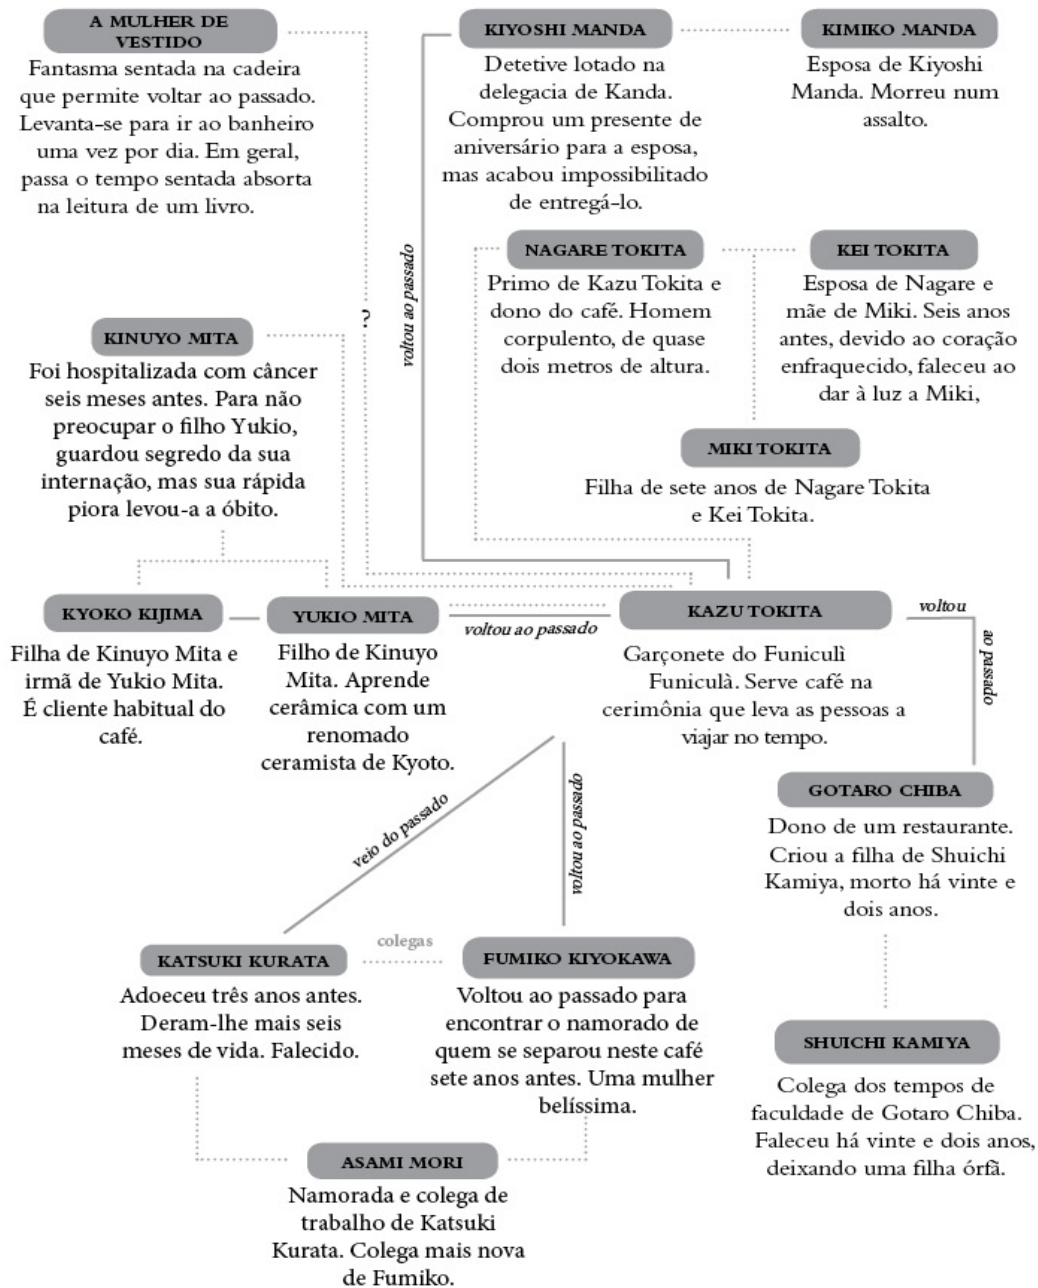 A MULHER DE
VESTIDO
Fantasma sentada na cadeira
que permite voltar ao passado.
Levanta-se para ir ao banheiro
uma vez por dia. Em geral,
passa o tempo sentada absorta
na leitura de um livro.
KIYOSHI MANDA
Detetive lotado na
delegacia de Kanda.
Comprou um presente de
aniversário para a esposa,
mas acabou impossibilitado
de entregá-lo.
KIMIKO MANDA
Esposa de Kiyoshi
Manda. Morreu num
assalto.
voltou ao passado
NAGARE TOKITA
Primo de Kazu Tokita e
dono do café. Homem
corpulento, de quase
dois metros de altura.
KEI TOKITA
Esposa de Nagare e
mãe de Miki. Seis anos
antes, devido ao coração
enfraquecido, faleceu ao
dar à luz a Miki,
?
KINUYO MITA
Foi hospitalizada com câncer
seis meses antes. Para não
preocupar o filho Yukio,
guardou segredo da sua
internação, mas sua rápida
piora levou-a a óbito.
MIKI TOKITA
Filha de sete anos de Nagare Tokita
e Kei Tokita.
KYOKO KIJIMA
Filha de Kinuyo Mita e
irmã de Yukio Mita.
É cliente habitual do
café.
YUKIO MITA
Filho de Kinuyo
Mita. Aprende
cerâmica com um
renomado
ceramista de Kyoto.
voltou ao passado
KAZU TOKITA
Garçonete do Funiculì
Funiculà. Serve café na
cerimônia que leva as pessoas a
viajar no tempo.
voltou
ao passado
GOTARO CHIBA
Dono de um restaurante.
Criou a filha de Shuichi
Kamiya, morto há vinte e
dois anos.
veio do passado
voltou ao passado
KATSUKI KURATA
Adoeceu três anos antes.
Deram-lhe mais seis
meses de vida. Falecido.
colegas
FUMIKO KIYOKAWA
Voltou ao passado para
encontrar o namorado de
quem se separou neste café
sete anos antes. Uma mulher
belíssima.
SHUICHI KAMIYA
Colega dos tempos de
faculdade de Gotaro Chiba.
Faleceu há vinte e dois anos,
deixando uma filha órfã.
ASAMI MORI
Namorada e colega de
trabalho de Katsuki
Kurata. Colega mais nova
de Fumiko.